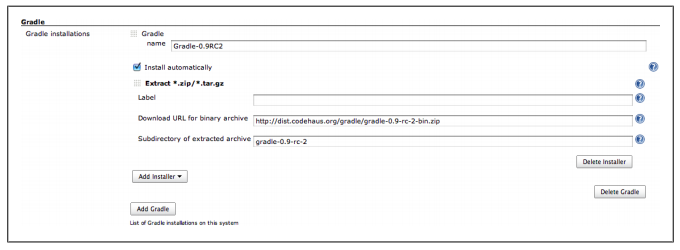 Gradle
Gradle installations
Gradle
name
Gradle-0.9RC2
Install automatically
Extract *.zip/*.tar.gz
Label
Download URL for binary archive
http://dist.codehaus.org/gradle/gradle-0.9-rc-2-bin.zip
Subdirectory of extracted archive
gradle-0.9-rc-2
Delete Installer
Add Installer
Delete Gradle
Add Gradle
List of Gradle installations on this system